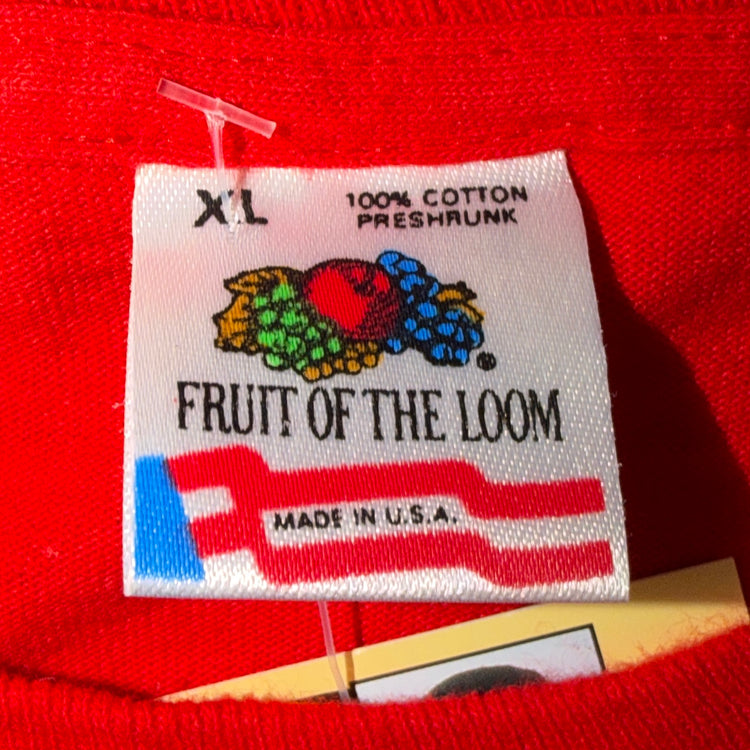 XL
100% COTTON
PRESHRUNK
®
FRUIT OF THE LOOM
MADE IN U.S.A.